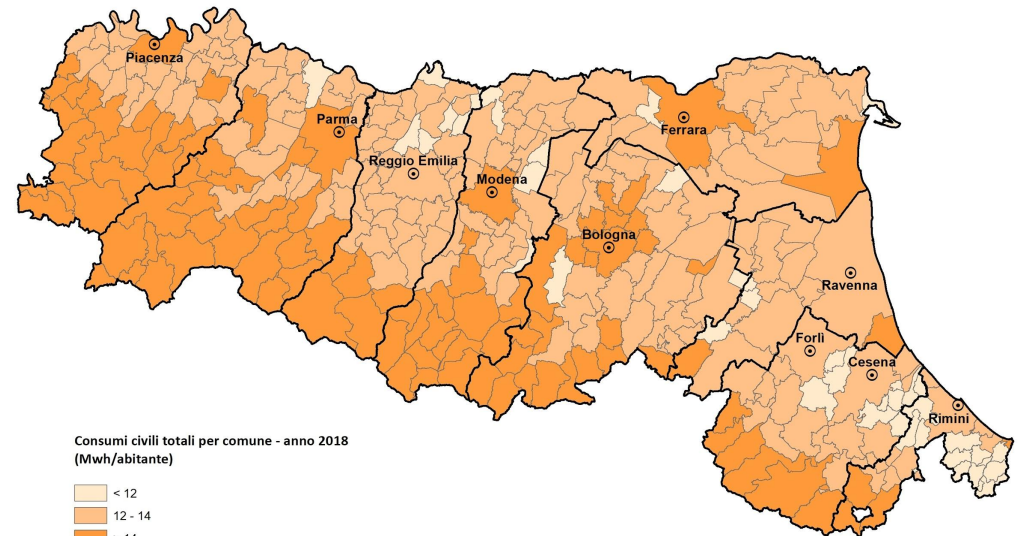 Piacenza
Parma
Reggio Emilia
Modena
Ferrara
Bologna
Ravenna
Forlì
Cesena
Rimini
Consumi civili totali per comune - anno 2018
(Mwh/abitante)
< 12
12 - 14